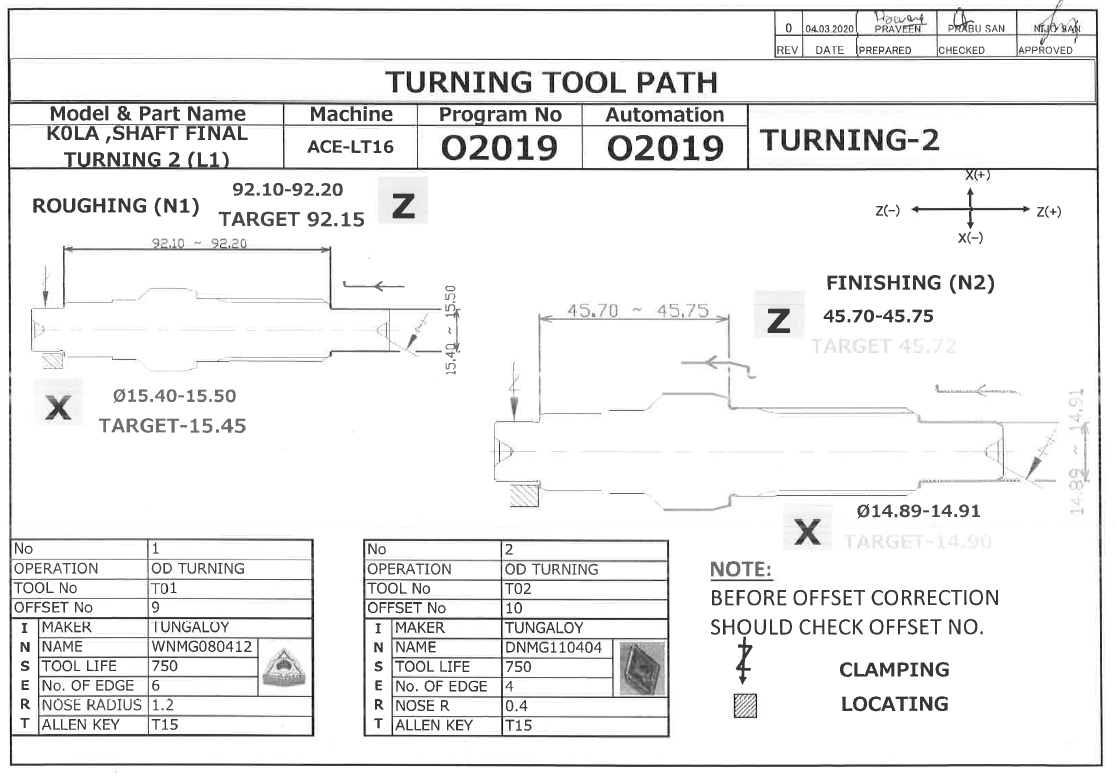 0 04.03.2020 PRAVEEN PRABU SAN
REV DATE PREPARED CHECKED APPROVED
TURNING TOOL PATH
Model & Part Name Machine Program No Automation
K0LA ,SHAFT FINAL
TURNING 2 (L1)
ACE-LT16 O2019 O2019 TURNING-2
ROUGHING (N1)
92.10-92.20
TARGET 92.15
Z
92.10 ~ 92.20
15.40 ~ 15.50
X
Ø15.40-15.50
TARGET-15.45
X(+)
Z(-) Z(+)
X(-)
FINISHING (N2)
Z
45.70-45.75
TARGET 45.72
45.70 ~ 45.75
14.89 ~ 14.91
X
Ø14.89-14.91
TARGET-14.90
No 1
OPERATION OD TURNING
TOOL No T01
OFFSET No 9
INSERT
MAKER TUNGALOY
NAME WNMG080412
TOOL LIFE 750
No. OF EDGE 6
NOSE RADIUS 1.2
ALLEN KEY T15
No 2
OPERATION OD TURNING
TOOL No T02
OFFSET No 10
INSERT
MAKER TUNGALOY
NAME DNMG110404
TOOL LIFE 750
No. OF EDGE 4
NOSE R 0.4
ALLEN KEY T15
NOTE:
BEFORE OFFSET CORRECTION
SHOULD CHECK OFFSET NO.
CLAMPING
LOCATING